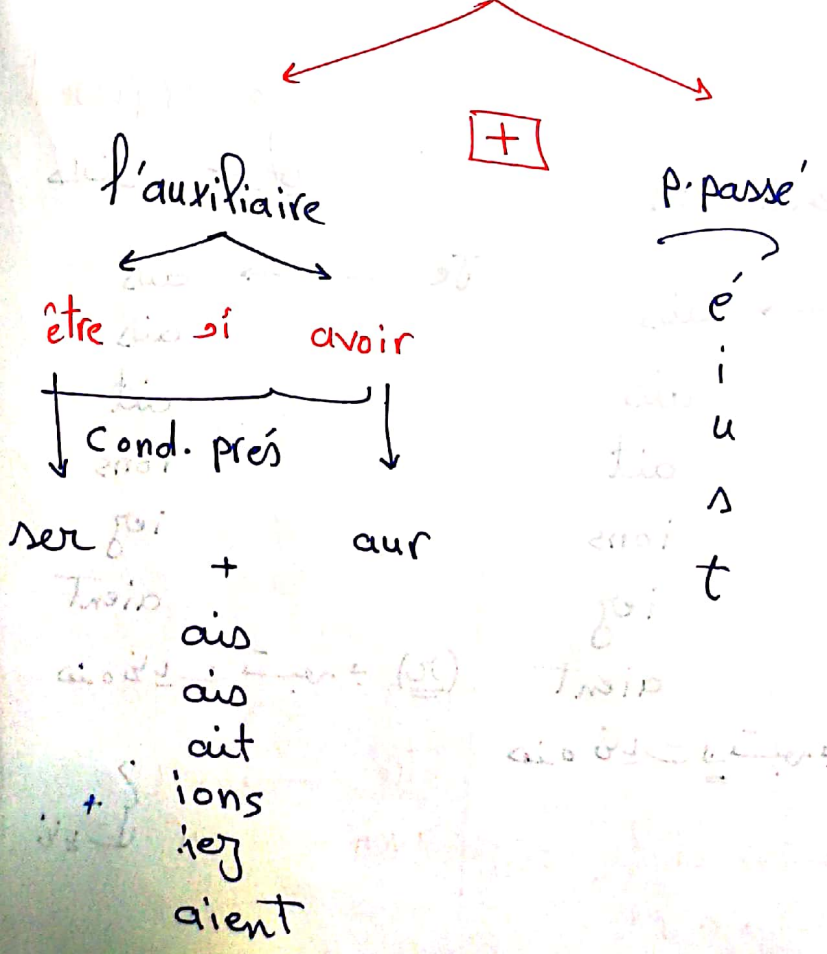 +
l'auxiliaire p.passé
être أو avoir
Cond. prés
ser aur
+
ais
ais
ait
ions
iez
aient
é
i
u
s
t
+